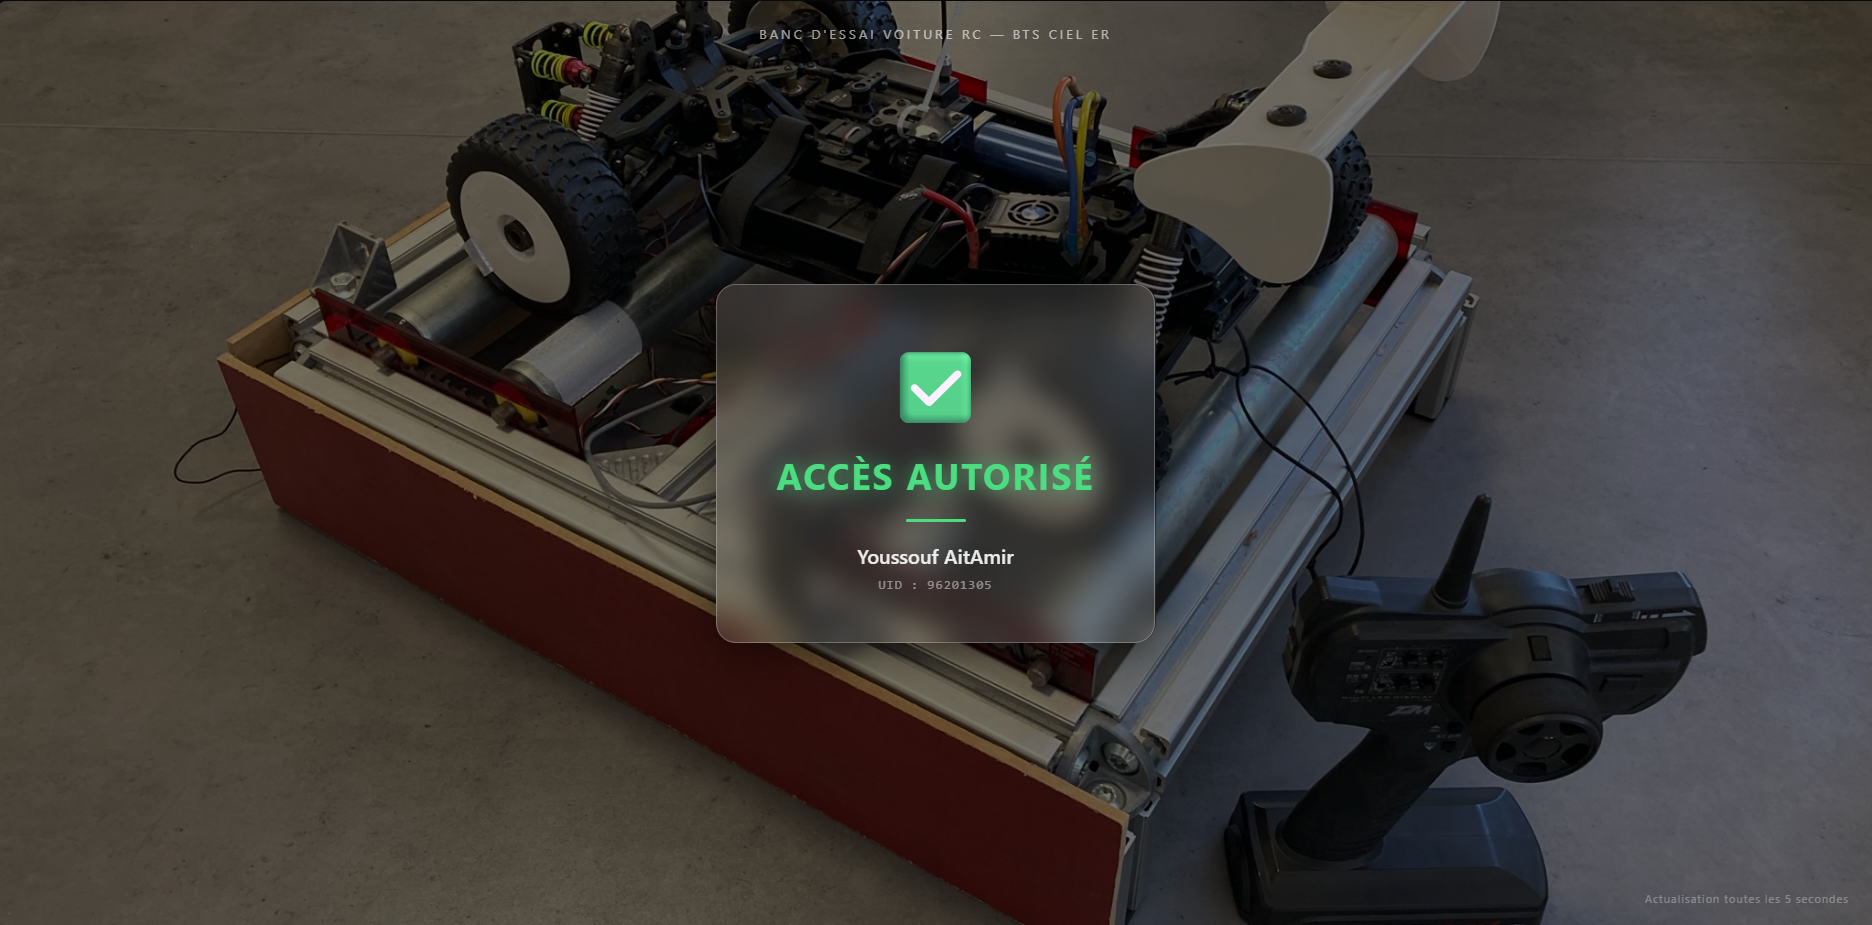 BANC D'ESSAI VOITURE RC — BTS CIEL ER
ACCÈS AUTORISÉ
Youssouf AitAmir
UID : 96201305
Actualisation toutes les 5 secondes